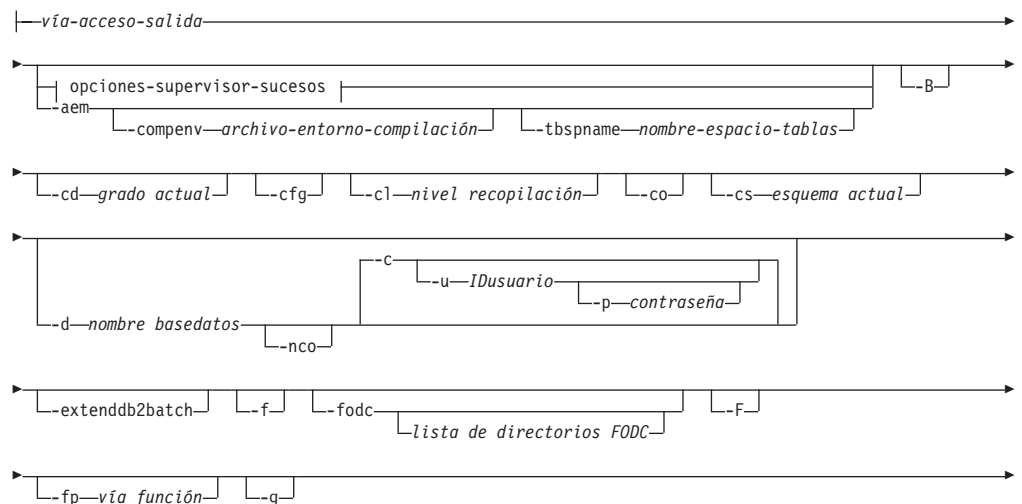 vía-acceso-salida
opciones-supervisor-sucesos
-B
-aem
-compenv archivo-entorno-compilación -tbspname nombre-espacio-tablas
-cd grado actual -cfg -cl nivel recopilación -co -cs esquema actual
-c
-u IDusuario
-p contraseña
-d nombre basedatos
-nco
-extenddb2batch -f -fodc -F
lista de directorios FODC
-fp vía función -g